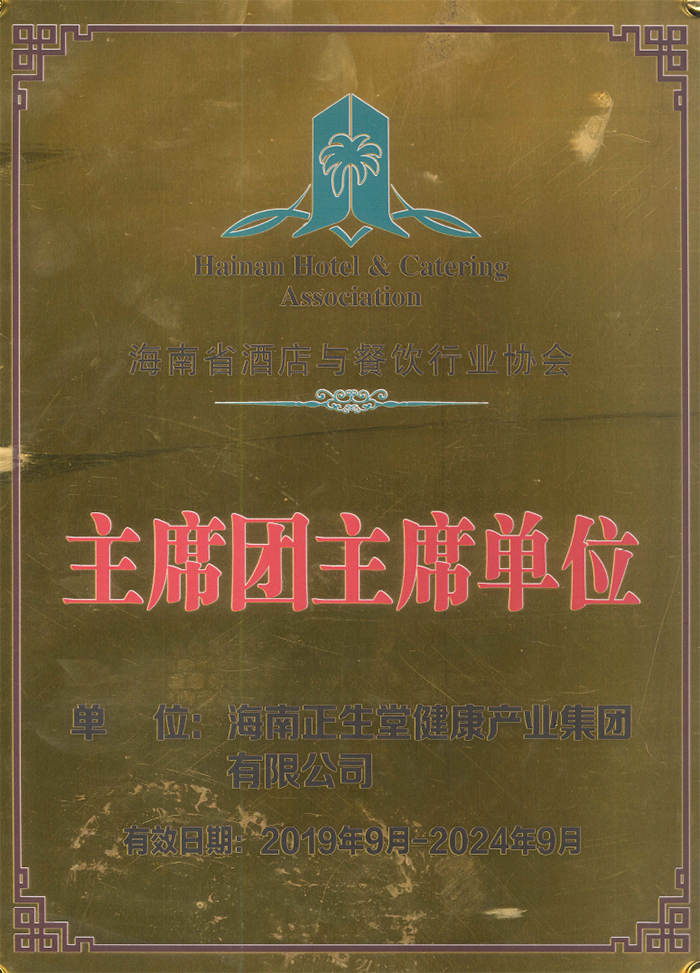 Hainan Hotel & Catering
Association
海南省酒店与餐饮行业协会
主席团主席单位
单 位：海南正生堂健康产业集团
有限公司
有效日期：2019年9月-2024年9月